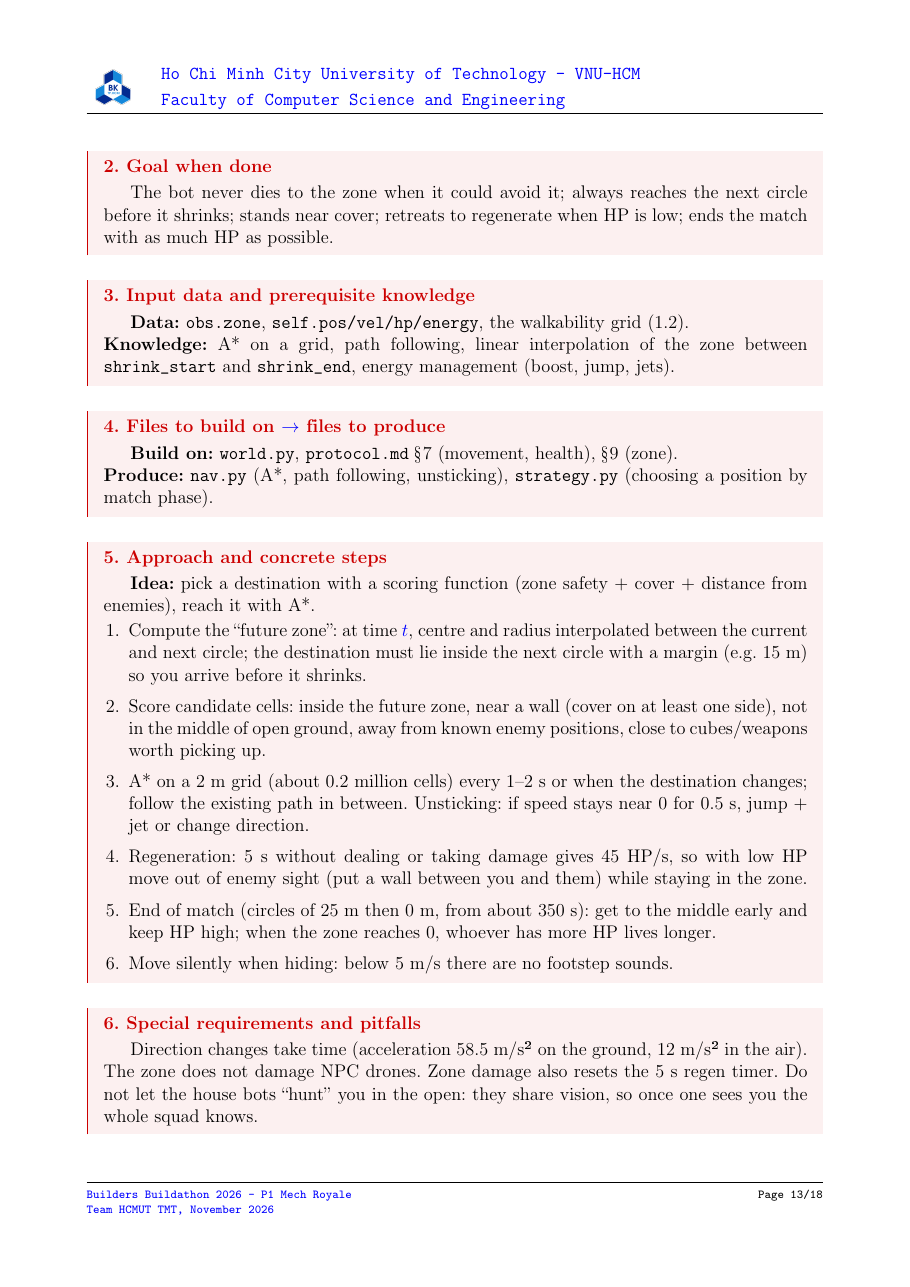 BK
Ho Chi Minh City University of Technology - VNU-HCM
Faculty of Computer Science and Engineering
2. Goal when done
The bot never dies to the zone when it could avoid it; always reaches the next circle
before it shrinks; stands near cover; retreats to regenerate when HP is low; ends the match
with as much HP as possible.
3. Input data and prerequisite knowledge
Data: obs.zone, self.pos/vel/hp/energy, the walkability grid (1.2).
Knowledge: A* on a grid, path following, linear interpolation of the zone between
shrink_start and shrink_end, energy management (boost, jump, jets).
4. Files to build on → files to produce
Build on: world.py, protocol.md §7 (movement, health), §9 (zone).
Produce: nav.py (A*, path following, unsticking), strategy.py (choosing a position by
match phase).
5. Approach and concrete steps
Idea: pick a destination with a scoring function (zone safety + cover + distance from
enemies), reach it with A*.
1. Compute the “future zone”: at time t, centre and radius interpolated between the current
and next circle; the destination must lie inside the next circle with a margin (e.g. 15 m)
so you arrive before it shrinks.
2. Score candidate cells: inside the future zone, near a wall (cover on at least one side), not
in the middle of open ground, away from known enemy positions, close to cubes/weapons
worth picking up.
3. A* on a 2 m grid (about 0.2 million cells) every 1–2 s or when the destination changes;
follow the existing path in between. Unsticking: if speed stays near 0 for 0.5 s, jump +
jet or change direction.
4. Regeneration: 5 s without dealing or taking damage gives 45 HP/s, so with low HP
move out of enemy sight (put a wall between you and them) while staying in the zone.
5. End of match (circles of 25 m then 0 m, from about 350 s): get to the middle early and
keep HP high; when the zone reaches 0, whoever has more HP lives longer.
6. Move silently when hiding: below 5 m/s there are no footstep sounds.
6. Special requirements and pitfalls
Direction changes take time (acceleration 58.5 m/s² on the ground, 12 m/s² in the air).
The zone does not damage NPC drones. Zone damage also resets the 5 s regen timer. Do
not let the house bots “hunt” you in the open: they share vision, so once one sees you the
whole squad knows.
Builders Buildathon 2026 - P1 Mech Royale
Page 13/18
Team HCMUT TMT, November 2026